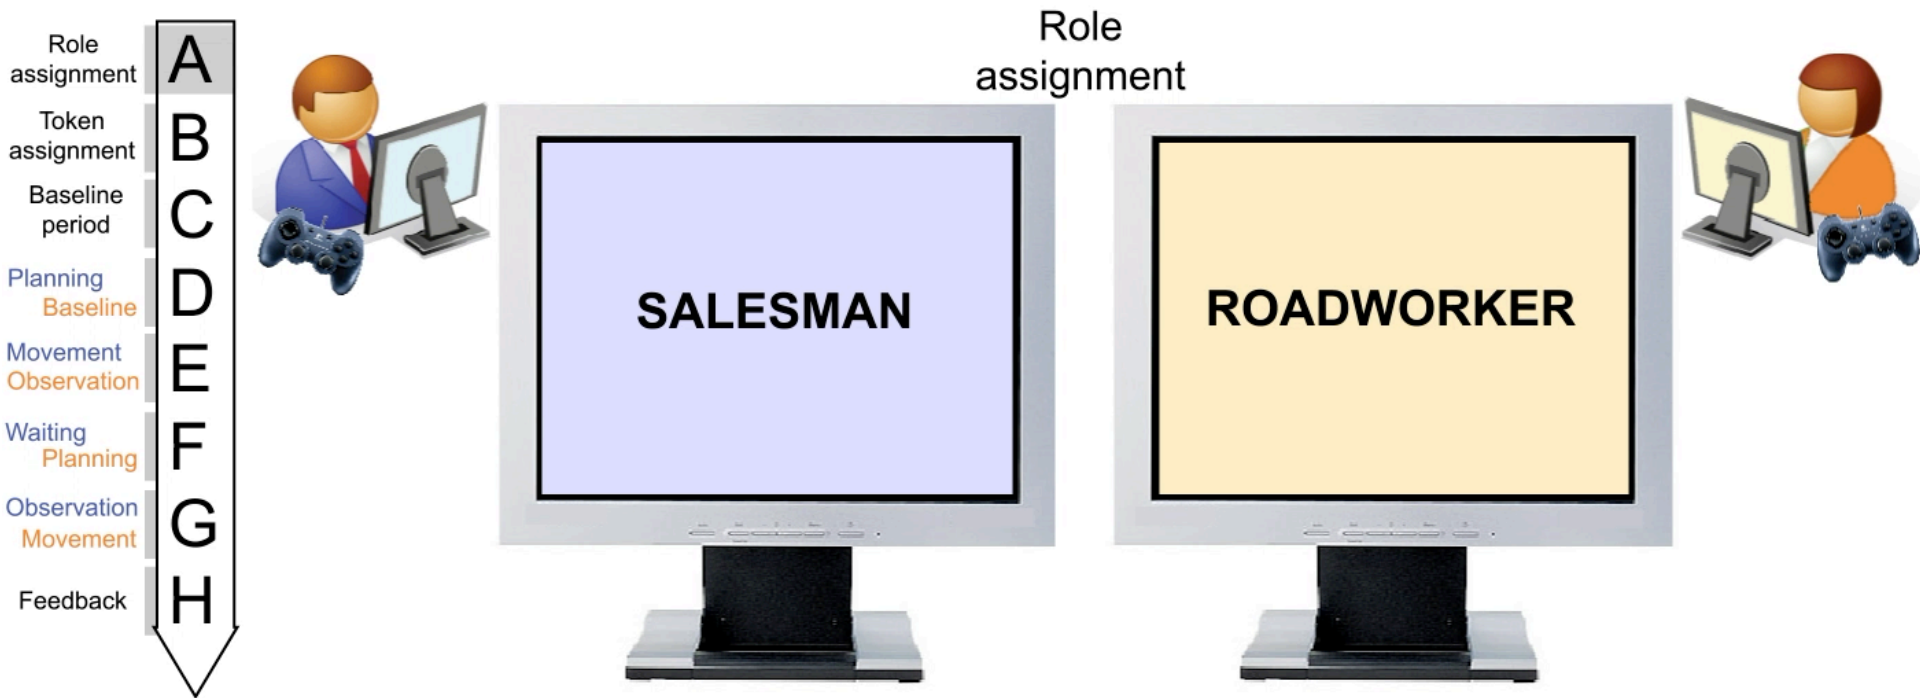 Role
assignment
A
Token
assignment
B
Baseline
period
C
Planning
Baseline
D
Movement
Observation
E
Waiting
Planning
F
Observation
Movement
G
Feedback
H
Role
assignment
SALESMAN
ROADWORKER